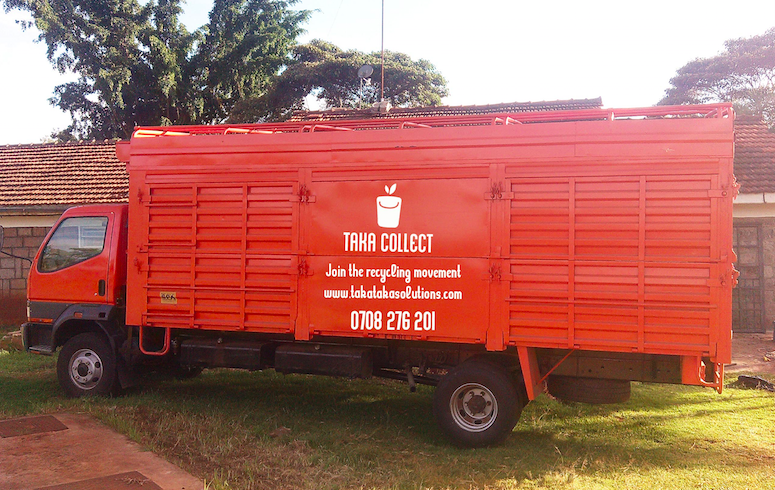 TAKA COLLECT
Join the recycling movement
www.takatakasolutions.com
0708 276 201